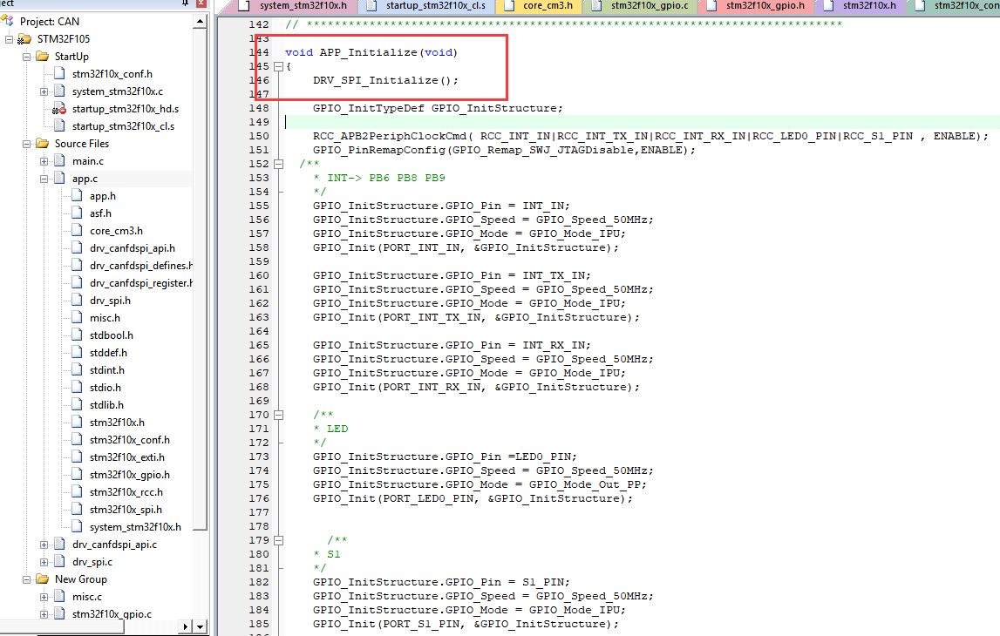 ect
Project: CAN
STM32F105
StartUp
stm32f10x_conf.h
system_stm32f10x.c
startup_stm32f10x_hd.s
startup_stm32f10x_cl.s
Source Files
main.c
app.c
app.h
asf.h
core_cm3.h
drv_canfdspi_api.h
drv_canfdspi_defines.h
drv_canfdspi_register.h
drv_spi.h
misc.h
stdbool.h
stddef.h
stdint.h
stdio.h
stdlib.h
stm32f10x.h
stm32f10x_conf.h
stm32f10x_exti.h
stm32f10x_gpio.h
stm32f10x_rcc.h
stm32f10x_spi.h
system_stm32f10x.h
drv_canfdspi_api.c
drv_spi.c
New Group
misc.c
stm32f10x_gpio.c
system_stm32f10x.h startup_stm32f10x_cl.s core_cm3.h stm32f10x_gpio.c stm32f10x_gpio.h stm32f10x.h stm32f10x_con
142 // *****************************************************************************
143
144 void APP_Initialize(void)
145 {
146 DRV_SPI_Initialize();
147
148 GPIO_InitTypeDef GPIO_InitStructure;
149
150 RCC_APB2PeriphClockCmd( RCC_INT_IN|RCC_INT_TX_IN|RCC_INT_RX_IN|RCC_LED0_PIN|RCC_S1_PIN , ENABLE);
151 GPIO_PinRemapConfig(GPIO_Remap_SWJ_JTAGDisable,ENABLE);
152 /**
153 * INT-> PB6 PB8 PB9
154 */
155 GPIO_InitStructure.GPIO_Pin = INT_IN;
156 GPIO_InitStructure.GPIO_Speed = GPIO_Speed_50MHz;
157 GPIO_InitStructure.GPIO_Mode = GPIO_Mode_IPU;
158 GPIO_Init(PORT_INT_IN, &GPIO_InitStructure);
159
160 GPIO_InitStructure.GPIO_Pin = INT_TX_IN;
161 GPIO_InitStructure.GPIO_Speed = GPIO_Speed_50MHz;
162 GPIO_InitStructure.GPIO_Mode = GPIO_Mode_IPU;
163 GPIO_Init(PORT_INT_TX_IN, &GPIO_InitStructure);
164
165 GPIO_InitStructure.GPIO_Pin = INT_RX_IN;
166 GPIO_InitStructure.GPIO_Speed = GPIO_Speed_50MHz;
167 GPIO_InitStructure.GPIO_Mode = GPIO_Mode_IPU;
168 GPIO_Init(PORT_INT_RX_IN, &GPIO_InitStructure);
169
170 /**
171 * LED
172 */
173 GPIO_InitStructure.GPIO_Pin =LED0_PIN;
174 GPIO_InitStructure.GPIO_Speed = GPIO_Speed_50MHz;
175 GPIO_InitStructure.GPIO_Mode = GPIO_Mode_Out_PP;
176 GPIO_Init(PORT_LED0_PIN, &GPIO_InitStructure);
177
178
179 /**
180 * S1
181 */
182 GPIO_InitStructure.GPIO_Pin = S1_PIN;
183 GPIO_InitStructure.GPIO_Speed = GPIO_Speed_50MHz;
184 GPIO_InitStructure.GPIO_Mode = GPIO_Mode_IPU;
185 GPIO_Init(PORT_S1_PIN, &GPIO_InitStructure);